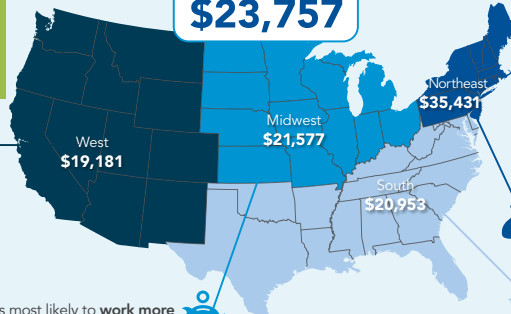 $23,757
Northeast
$35,431
Midwest
$21,577
West
$19,181
South
$20,953
most likely to work more